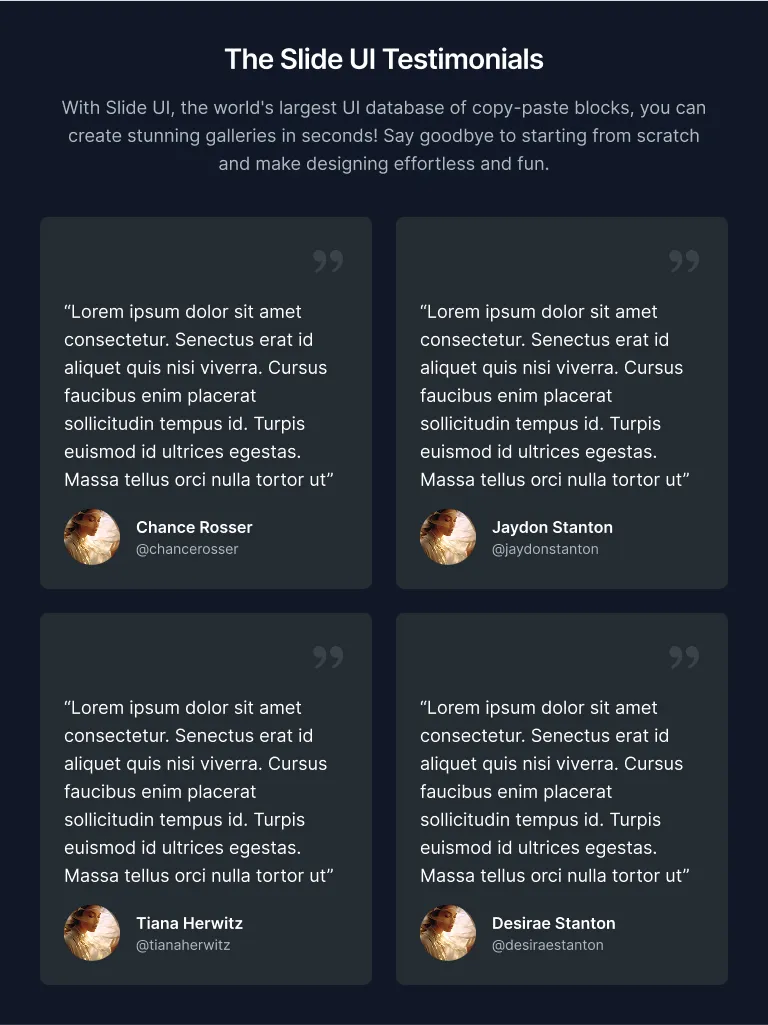 The Slide UI Testimonials
With Slide UI, the world's largest UI database of copy-paste blocks, you can
create stunning galleries in seconds! Say goodbye to starting from scratch
and make designing effortless and fun.
”
“Lorem ipsum dolor sit amet
consectetur. Senectus erat id
aliquet quis nisi viverra. Cursus
faucibus enim placerat
sollicitudin tempus id. Turpis
euismod id ultrices egestas.
Massa tellus orci nulla tortor ut”
Chance Rosser
@chancerosser
”
“Lorem ipsum dolor sit amet
consectetur. Senectus erat id
aliquet quis nisi viverra. Cursus
faucibus enim placerat
sollicitudin tempus id. Turpis
euismod id ultrices egestas.
Massa tellus orci nulla tortor ut”
Jaydon Stanton
@jaydonstanton
”
“Lorem ipsum dolor sit amet
consectetur. Senectus erat id
aliquet quis nisi viverra. Cursus
faucibus enim placerat
sollicitudin tempus id. Turpis
euismod id ultrices egestas.
Massa tellus orci nulla tortor ut”
Tiana Herwitz
@tianaherwitz
”
“Lorem ipsum dolor sit amet
consectetur. Senectus erat id
aliquet quis nisi viverra. Cursus
faucibus enim placerat
sollicitudin tempus id. Turpis
euismod id ultrices egestas.
Massa tellus orci nulla tortor ut”
Desirae Stanton
@desiraestanton